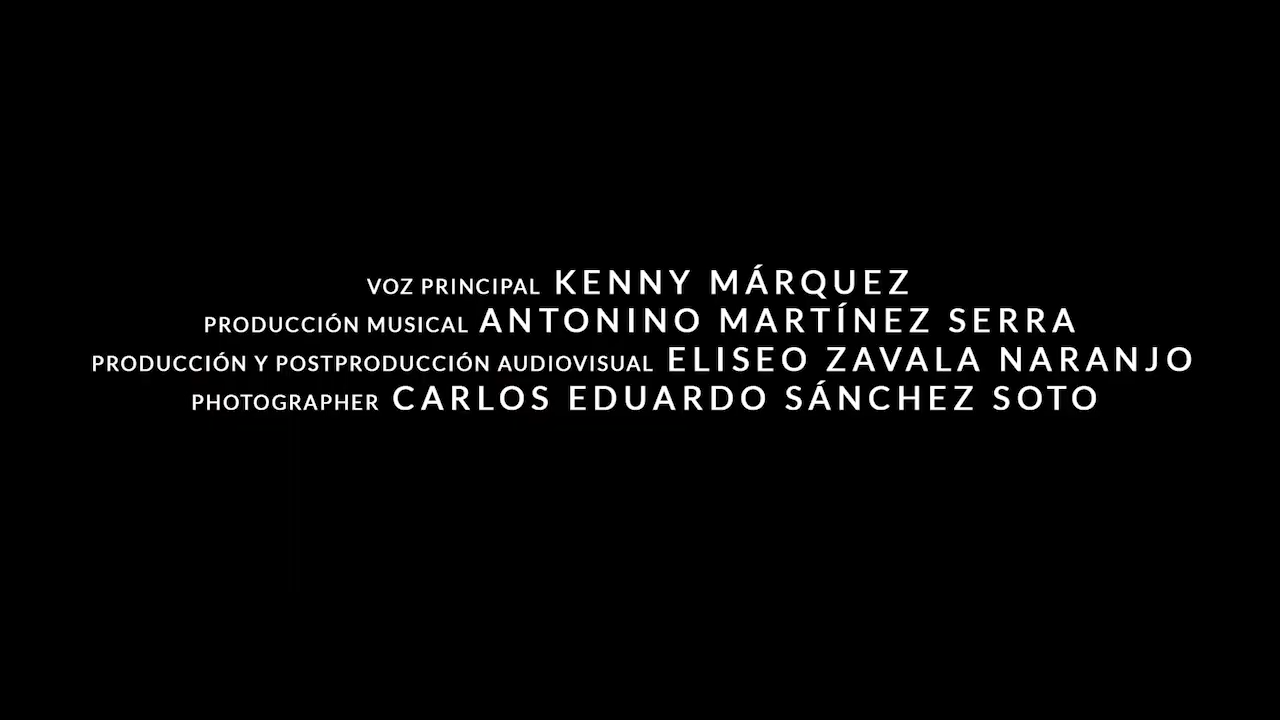 VOZ PRINCIPAL KENNY MÁRQUEZ
PRODUCCIÓN MUSICAL ANTONINO MARTÍNEZ SERRA
PRODUCCIÓN Y POSTPRODUCCIÓN AUDIOVISUAL ELISEO ZAVALA NARANJO
PHOTOGRAPHER CARLOS EDUARDO SÁNCHEZ SOTO